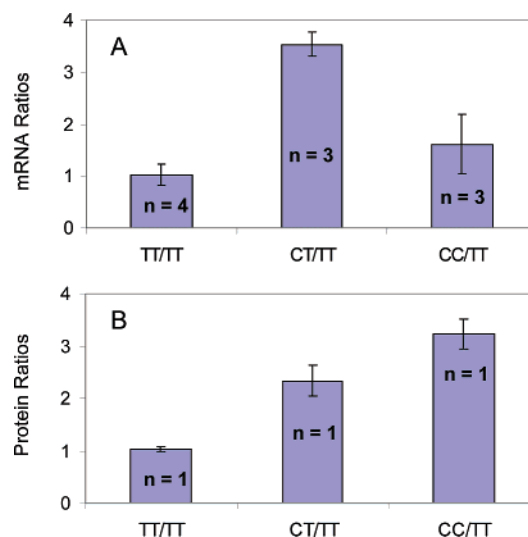 A
mRNA Ratios
4
3
2
1
0
n = 4
n = 3
n = 3
TT/TT CT/TT CC/TT
B
Protein Ratios
4
3
2
1
0
n = 1
n = 1
n = 1
TT/TT CT/TT CC/TT